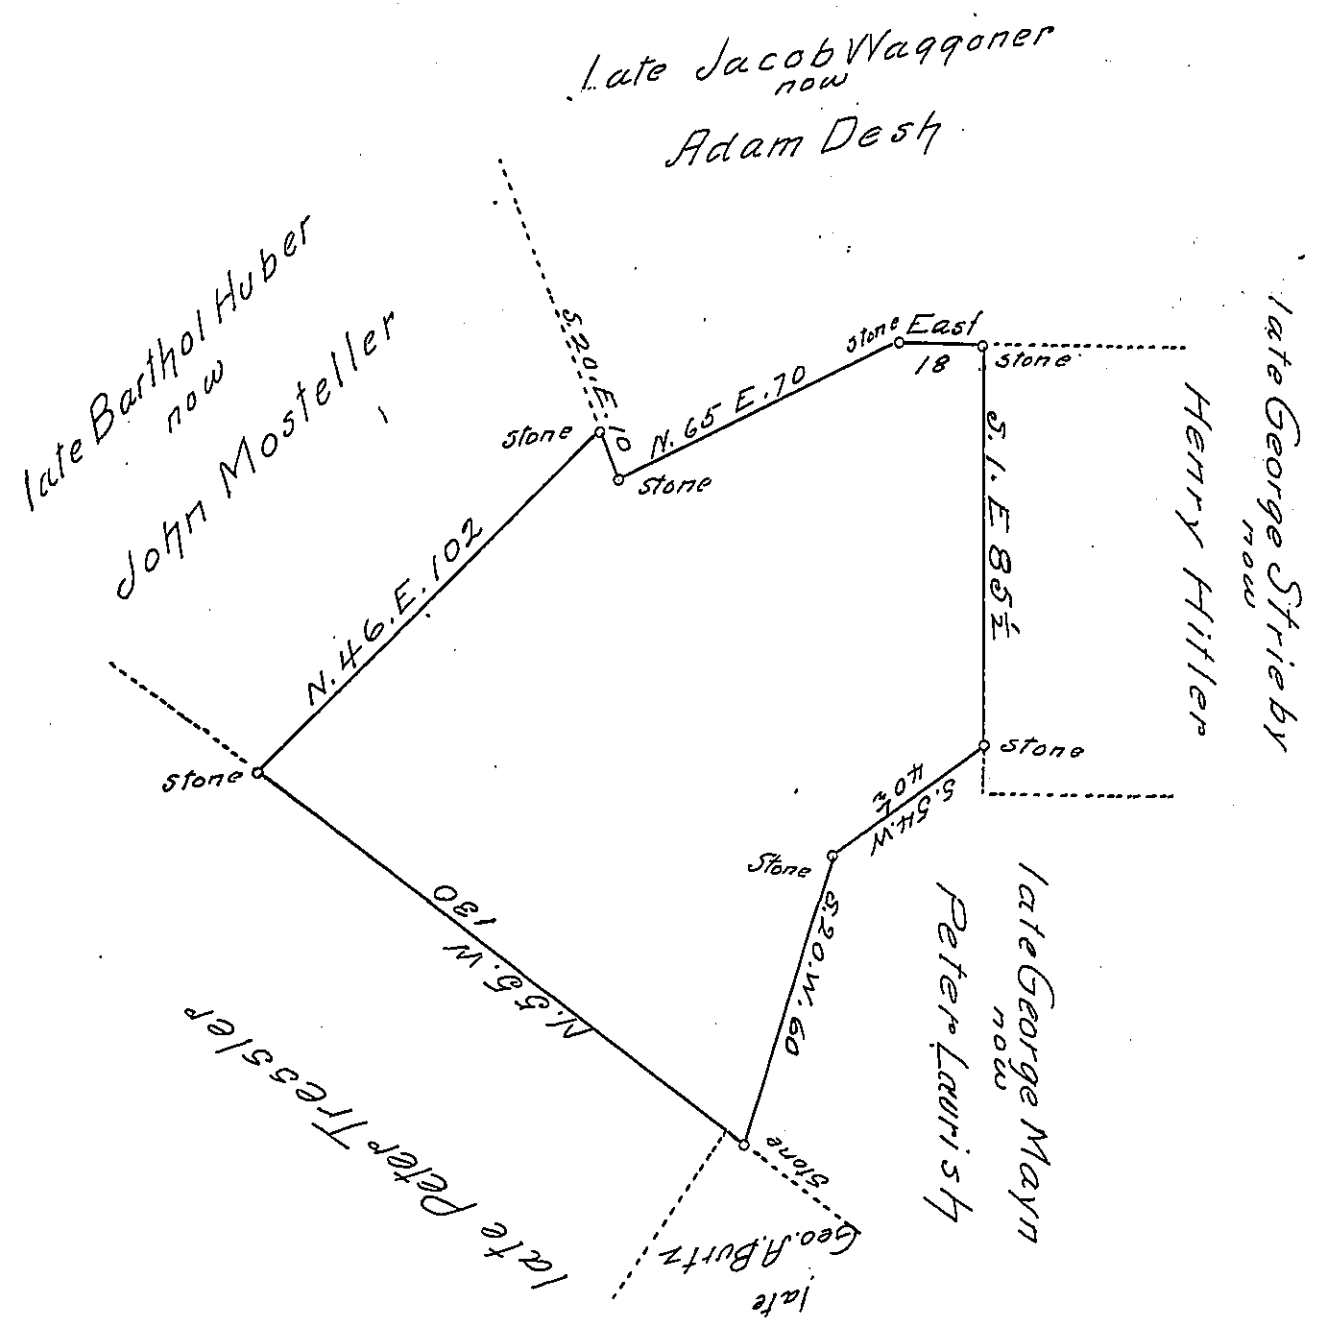 Late Jacob Waggoner
now
Adam Desh
late Barthol Huber
now
John Mosteller
late George Strieby
now
Henry Hitler
S. 20. E. 10
stone
stone
N. 65 E. 70
stone
East
18
stone
S. 1. E 85½
stone
S. 54. W
40½
Stone
S. 20. W. 60
Stone
N. 55. W
130
stone
N. 46. E. 102
late George Mayn
now
Peter Laurish
late Peter Tressler
late
Geo. A. Burtz